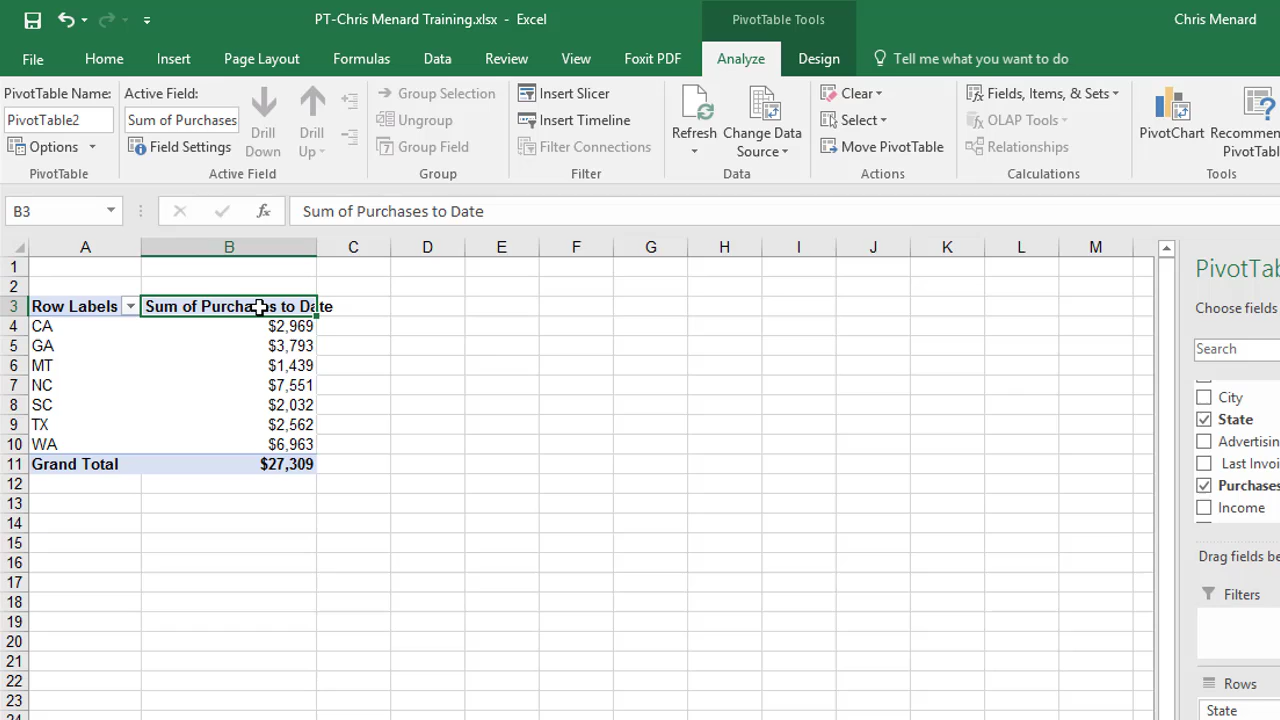 PT-Chris Menard Training.xlsx - Excel
PivotTable Tools
Chris Menard
File Home Insert Page Layout Formulas Data Review View Foxit PDF Analyze Design Tell me what you want to do
PivotTable Name:
PivotTable2
Options
PivotTable
Active Field:
Sum of Purchases
Field Settings
Drill Down
Drill Up
Active Field
Group Selection
Ungroup
Group Field
Group
Insert Slicer
Insert Timeline
Filter Connections
Filter
Refresh
Change Data Source
Data
Clear
Select
Move PivotTable
Actions
Fields, Items, & Sets
OLAP Tools
Relationships
Calculations
PivotChart
Recommen
PivotTabl
Tools
B3 fx Sum of Purchases to Date
A B C D E F G H I J K L M
1
2
3 Row Labels Sum of Purchases to Date
4 CA $2,969
5 GA $3,793
6 MT $1,439
7 NC $7,551
8 SC $2,032
9 TX $2,562
10 WA $6,963
11 Grand Total $27,309
12
13
14
15
16
17
18
19
20
21
22
23
24
PivotTab
Choose fields
Search
City
State
Advertisin
Last Invoi
Purchases
Income
Drag fields be
Filters
Rows
State